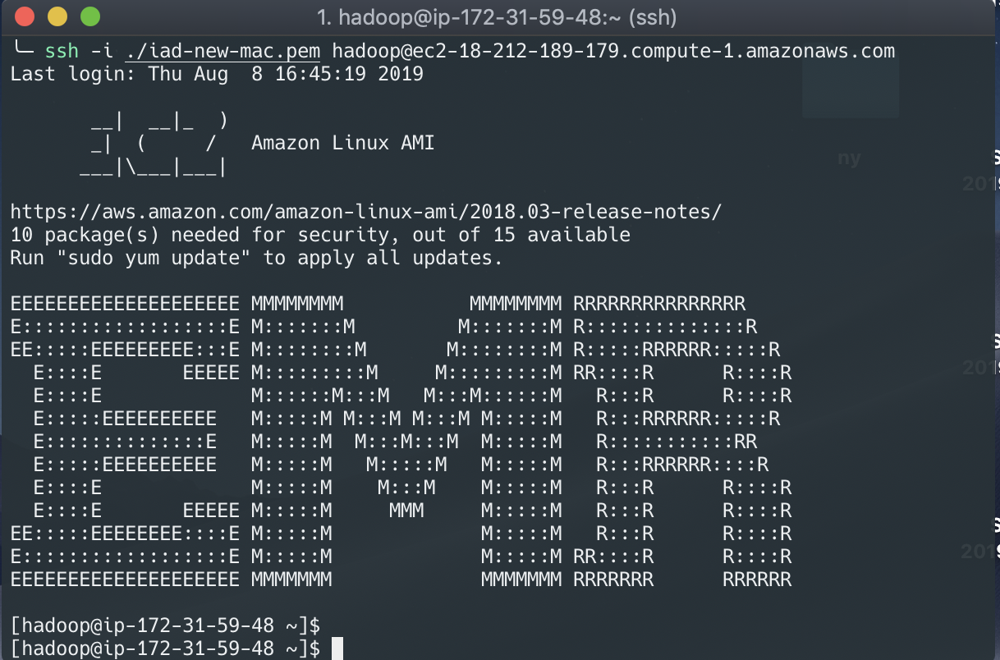 1. hadoop@ip-172-31-59-48:~ (ssh)
╰─ ssh -i ./iad-new-mac.pem hadoop@ec2-18-212-189-179.compute-1.amazonaws.com
Last login: Thu Aug  8 16:45:19 2019

       __|  __|_  )
       _|  (     /   Amazon Linux AMI
      ___|\___|___|

https://aws.amazon.com/amazon-linux-ami/2018.03-release-notes/
10 package(s) needed for security, out of 15 available
Run "sudo yum update" to apply all updates.

EEEEEEEEEEEEEEEEEEEE MMMMMMMM           MMMMMMMM RRRRRRRRRRRRRRR
E::::::::::::::::::E M:::::::M         M:::::::M R::::::::::::::R
EE:::::EEEEEEEEE:::E M::::::::M       M::::::::M R:::::RRRRRR:::::R
  E::::E       EEEEE M:::::::::M     M:::::::::M RR::::R      R::::R
  E::::E             M::::::M:::M   M:::M::::::M   R:::R      R::::R
  E:::::EEEEEEEEEE   M:::::M M:::M M:::M M:::::M   R:::RRRRRR:::::R
  E::::::::::::::E   M:::::M  M:::M:::M  M:::::M   R:::::::::::RR
  E:::::EEEEEEEEEE   M:::::M   M:::::M   M:::::M   R:::RRRRRR::::R
  E::::E             M:::::M    M:::M    M:::::M   R:::R      R::::R
  E::::E       EEEEE M:::::M     MMM     M:::::M   R:::R      R::::R
EE:::::EEEEEEEE::::E M:::::M             M:::::M   R:::R      R::::R
E::::::::::::::::::E M:::::M             M:::::M RR::::R      R::::R
EEEEEEEEEEEEEEEEEEEE MMMMMMM             MMMMMMM RRRRRRR      RRRRRR

[hadoop@ip-172-31-59-48 ~]$
[hadoop@ip-172-31-59-48 ~]$
ny